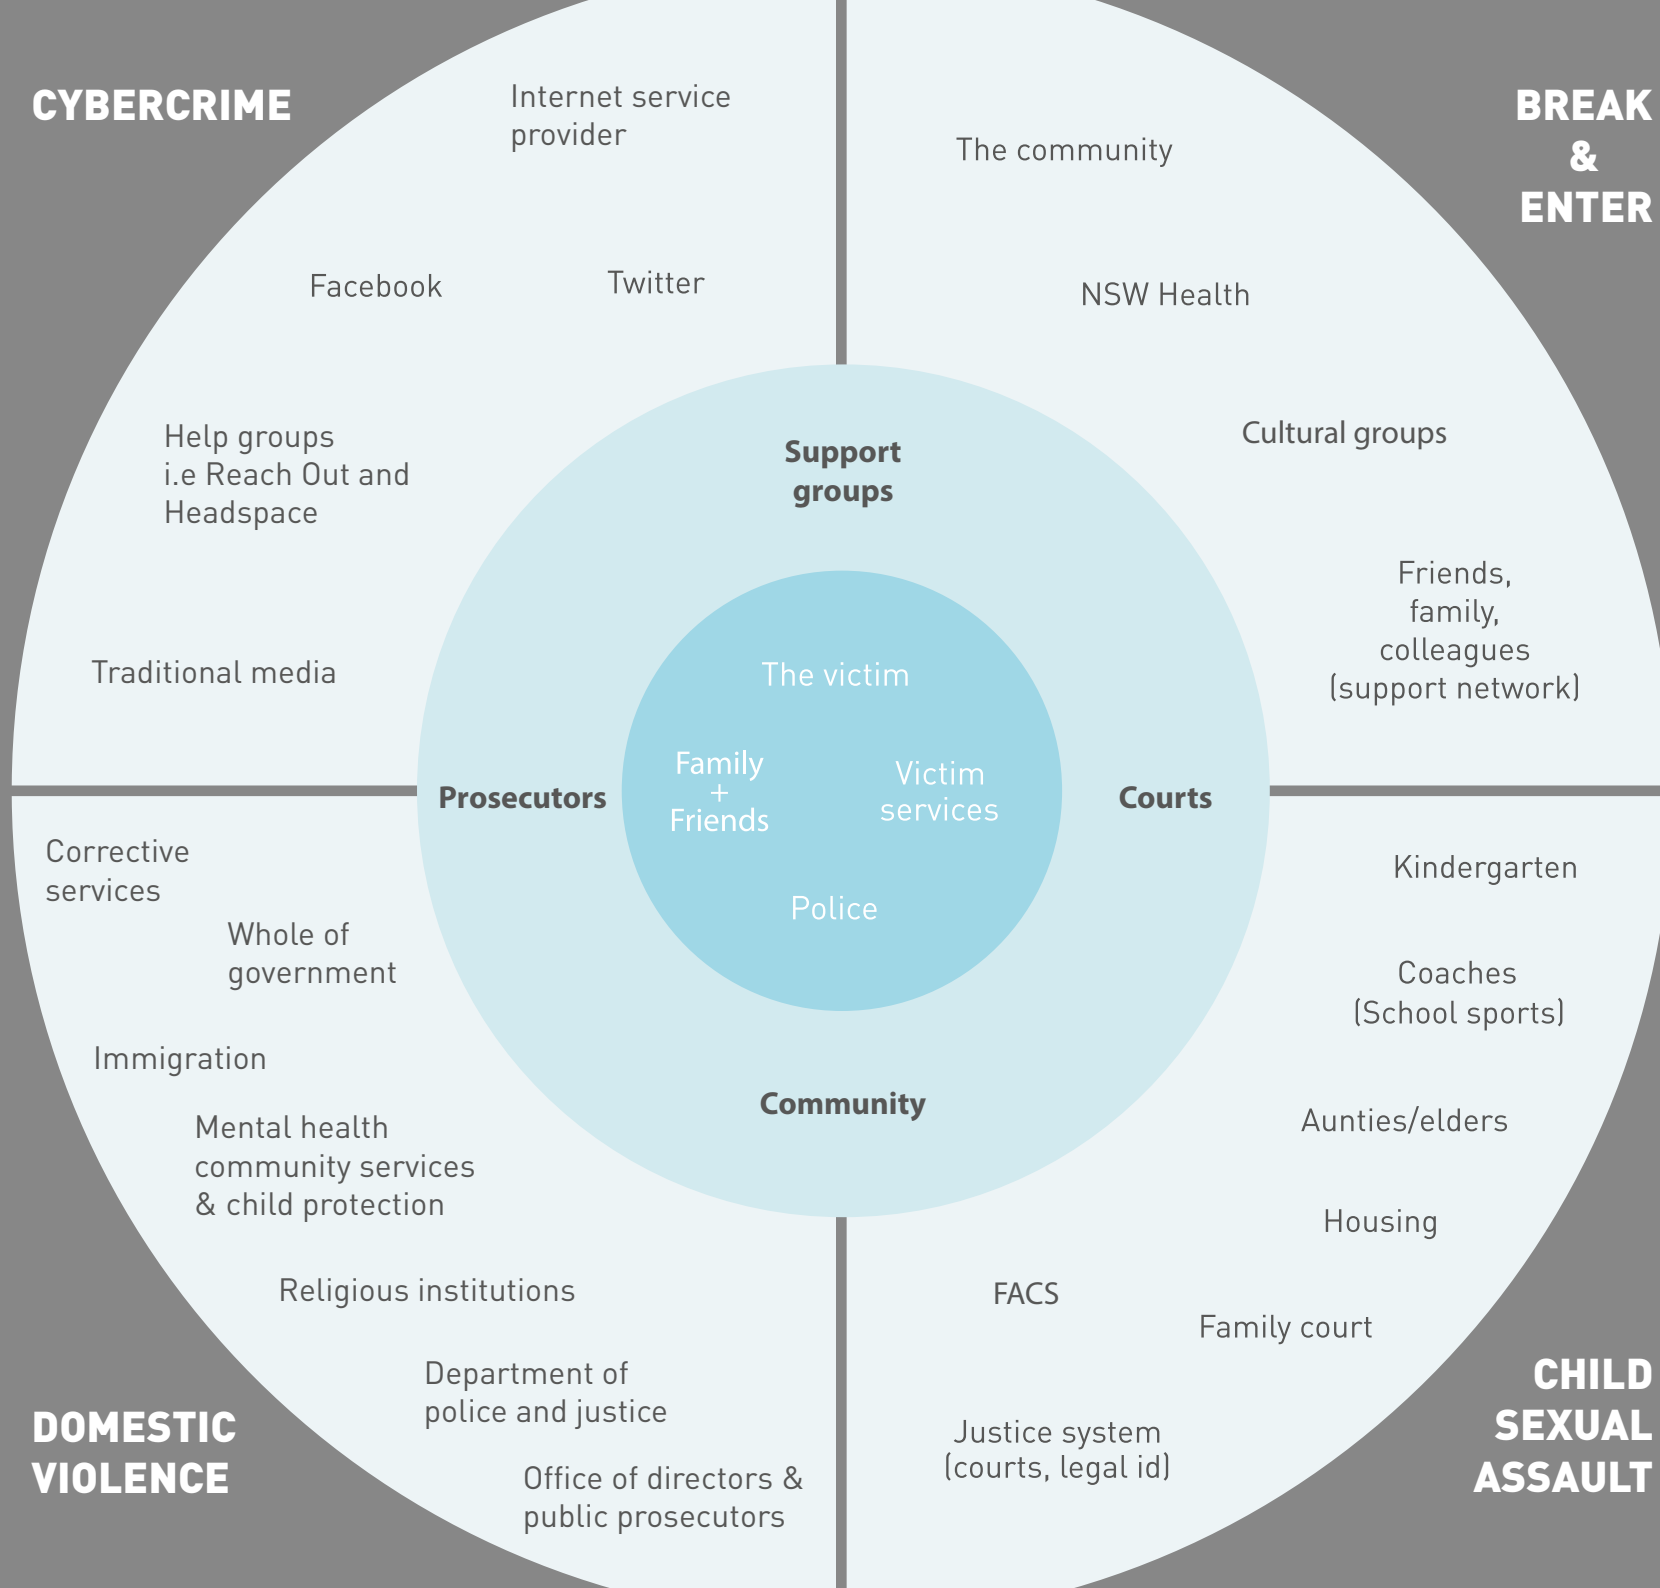 CYBERCRIME
Internet service
provider
Facebook
Twitter
Help groups
i.e Reach Out and
Headspace
Traditional media
BREAK
&
ENTER
The community
NSW Health
Cultural groups
Friends,
family,
colleagues
(support network)
Support
groups
Prosecutors
Courts
Community
The victim
Family
+
Friends
Victim
services
Police
Corrective
services
Whole of
government
Immigration
Mental health
community services
& child protection
Religious institutions
Department of
police and justice
Office of directors &
public prosecutors
DOMESTIC
VIOLENCE
Kindergarten
Coaches
(School sports)
Aunties/elders
Housing
FACS
Family court
Justice system
(courts, legal id)
CHILD
SEXUAL
ASSAULT